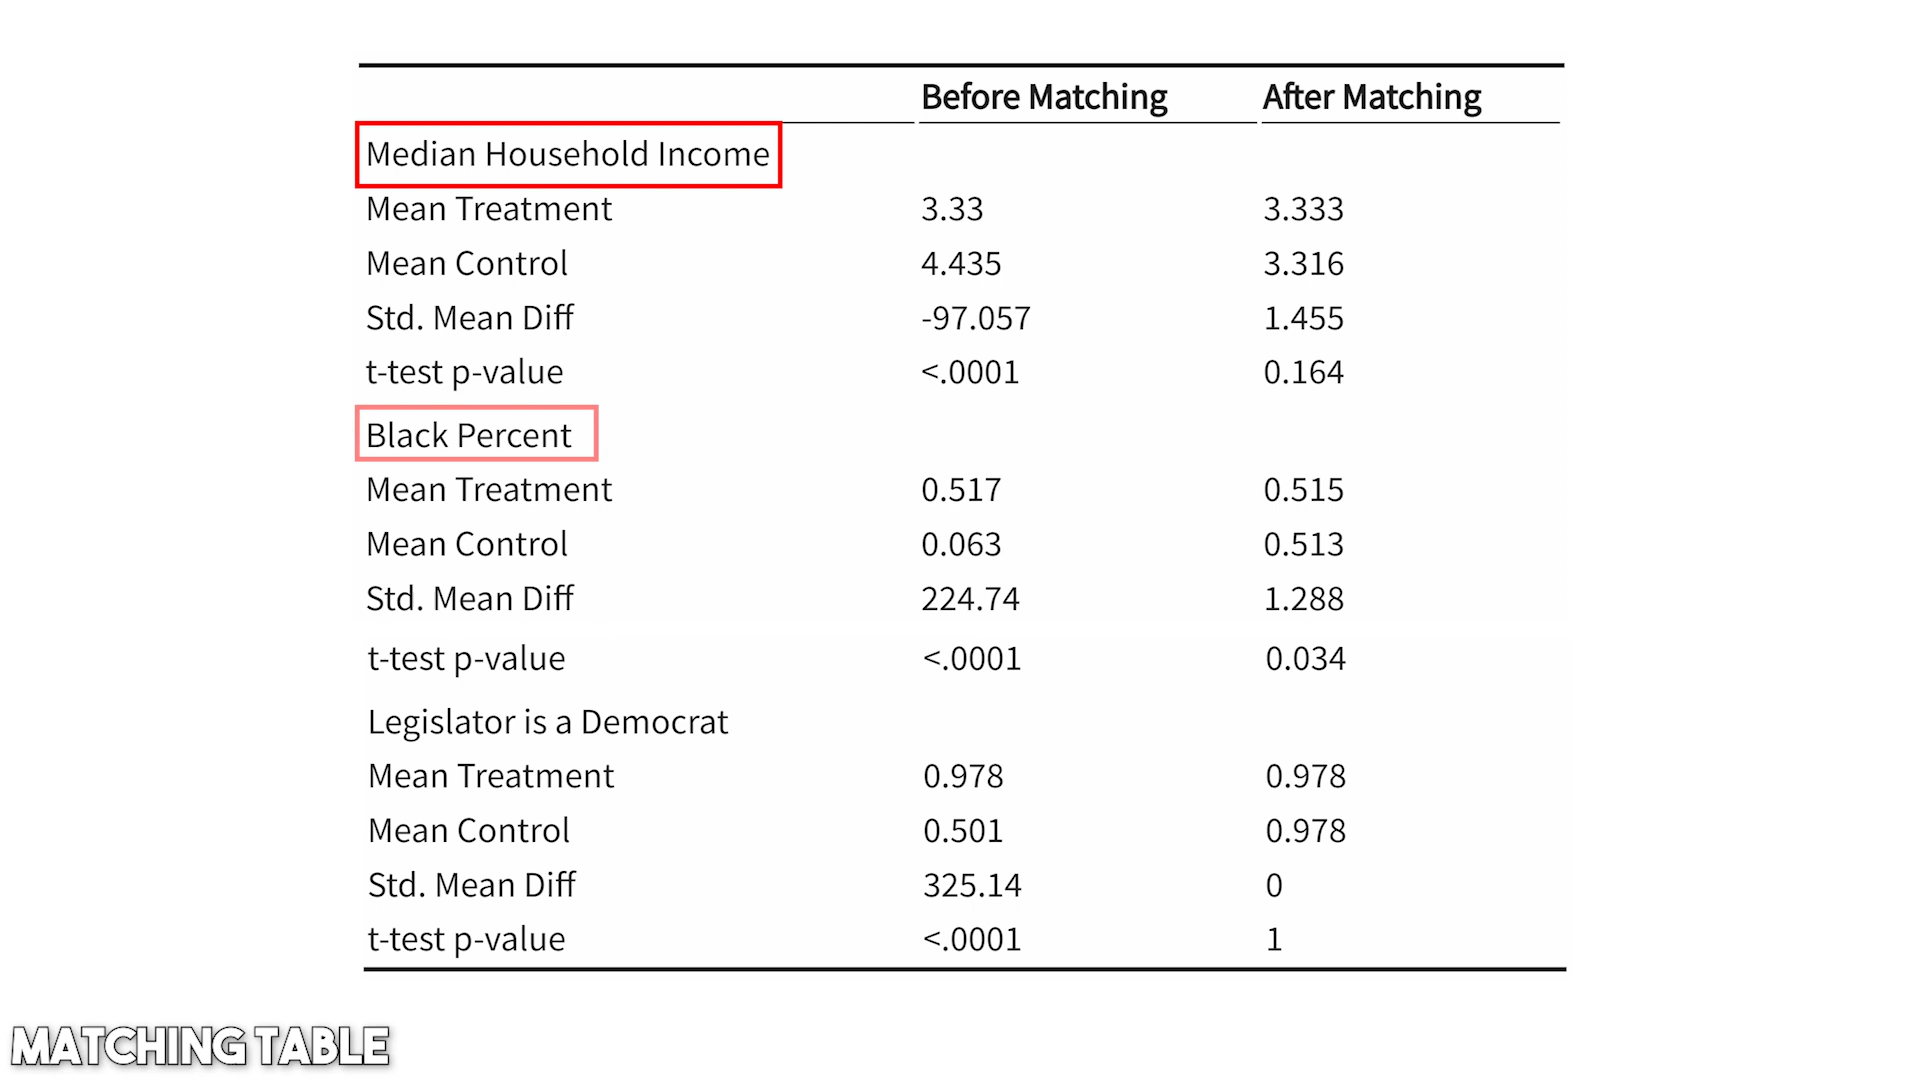 Before Matching After Matching
Median Household Income
Mean Treatment 3.33 3.333
Mean Control 4.435 3.316
Std. Mean Diff -97.057 1.455
t-test p-value <.0001 0.164
Black Percent
Mean Treatment 0.517 0.515
Mean Control 0.063 0.513
Std. Mean Diff 224.74 1.288
t-test p-value <.0001 0.034
Legislator is a Democrat
Mean Treatment 0.978 0.978
Mean Control 0.501 0.978
Std. Mean Diff 325.14 0
t-test p-value <.0001 1
MATCHING TABLE